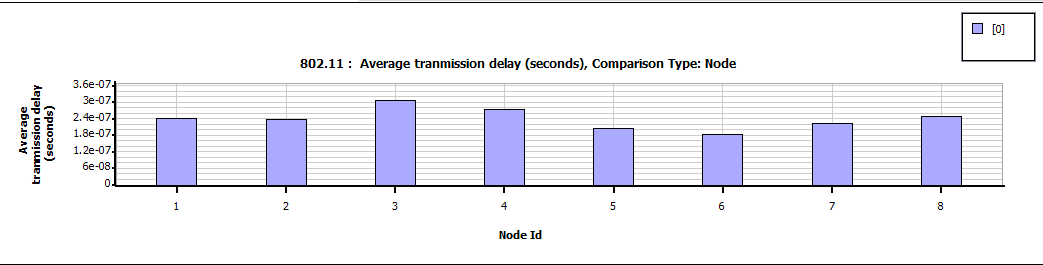 [0]
802.11 :  Average tranmission delay (seconds), Comparison Type: Node
Average
tranmission delay
(seconds)
3.6e-07
3e-07
2.4e-07
1.8e-07
1.2e-07
6e-08
0
1 2 3 4 5 6 7 8
Node Id